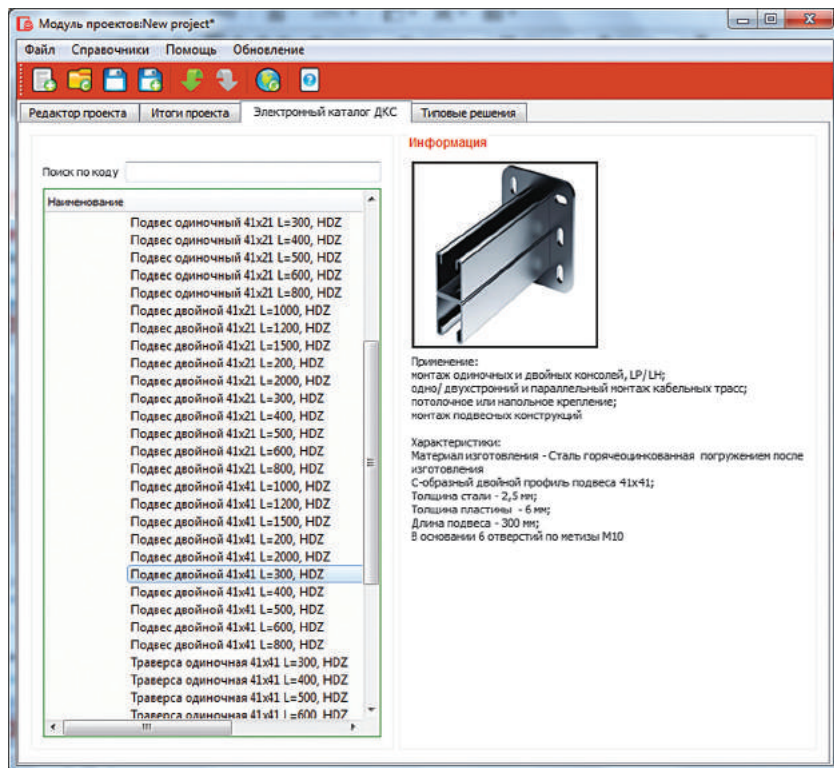 Модуль проектов:New project*
Файл Справочники Помощь Обновление
Редактор проекта Итоги проекта Электронный каталог ДКС Типовые решения
Поиск по коду
Наименование
Подвес одиночный 41x21 L=300, HDZ
Подвес одиночный 41x21 L=400, HDZ
Подвес одиночный 41x21 L=500, HDZ
Подвес одиночный 41x21 L=600, HDZ
Подвес одиночный 41x21 L=800, HDZ
Подвес двойной 41x21 L=1000, HDZ
Подвес двойной 41x21 L=1200, HDZ
Подвес двойной 41x21 L=1500, HDZ
Подвес двойной 41x21 L=200, HDZ
Подвес двойной 41x21 L=2000, HDZ
Подвес двойной 41x21 L=300, HDZ
Подвес двойной 41x21 L=400, HDZ
Подвес двойной 41x21 L=500, HDZ
Подвес двойной 41x21 L=600, HDZ
Подвес двойной 41x21 L=800, HDZ
Подвес двойной 41x41 L=1000, HDZ
Подвес двойной 41x41 L=1200, HDZ
Подвес двойной 41x41 L=1500, HDZ
Подвес двойной 41x41 L=200, HDZ
Подвес двойной 41x41 L=2000, HDZ
Подвес двойной 41x41 L=300, HDZ
Подвес двойной 41x41 L=400, HDZ
Подвес двойной 41x41 L=500, HDZ
Подвес двойной 41x41 L=600, HDZ
Подвес двойной 41x41 L=800, HDZ
Траверса одиночная 41x41 L=300, HDZ
Траверса одиночная 41x41 L=400, HDZ
Траверса одиночная 41x41 L=500, HDZ
Траверса одиночная 41x41 L=600, HDZ
Информация
Применение:
монтаж одиночных и двойных консолей, LP/LH;
одно/ двухстронний и параллельный монтаж кабельных трасс;
потолочное или напольное крепление;
монтаж подвесных конструкций
Характеристики:
Материал изготовления - Сталь горячеоцинкованная погружением после
изготовления
С-образный двойной профиль подвеса 41x41;
Толщина стали - 2,5 мм;
Толщина пластины - 6 мм;
Длина подвеса - 300 мм;
В основании 6 отверстий по метизы М10